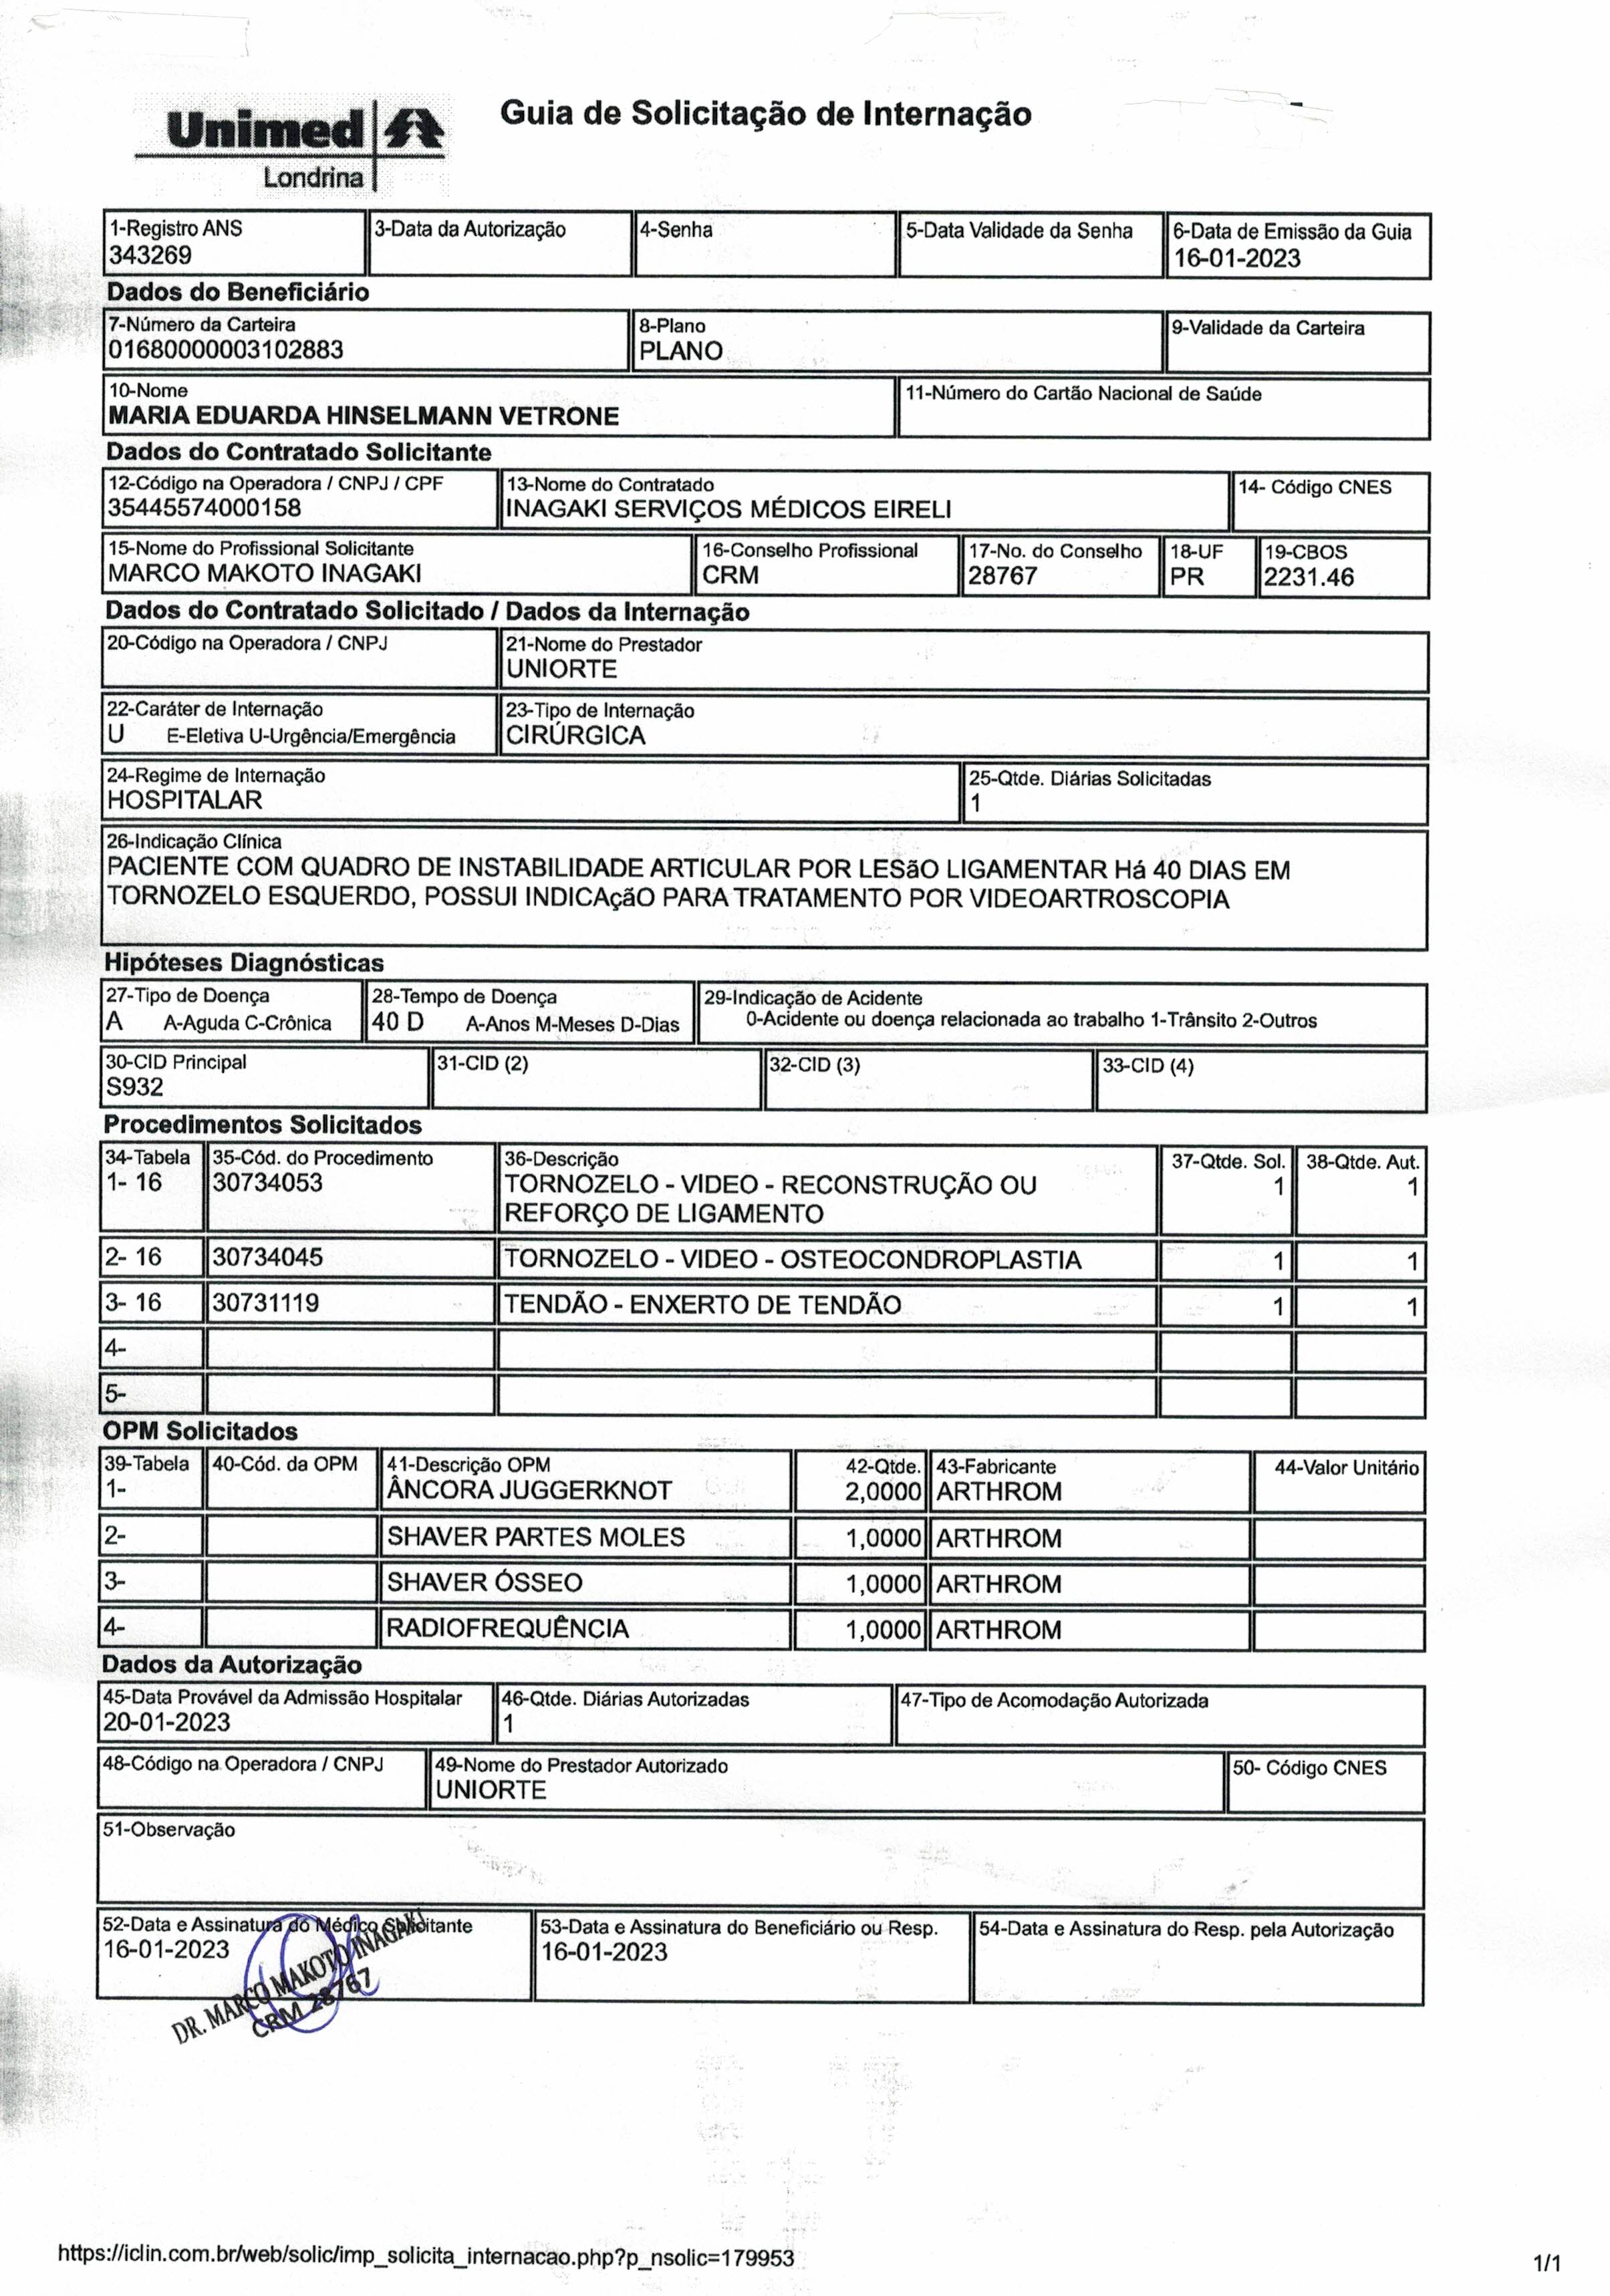 Unimed
Londrina
Guia de Solicitação de Internação
1-Registro ANS
343269
3-Data da Autorização
4-Senha
5-Data Validade da Senha
6-Data de Emissão da Guia
16-01-2023
Dados do Beneficiário
7-Número da Carteira
01680000003102883
8-Plano
PLANO
9-Validade da Carteira
10-Nome
MARIA EDUARDA HINSELMANN VETRONE
11-Número do Cartão Nacional de Saúde
Dados do Contratado Solicitante
12-Código na Operadora / CNPJ / CPF
35445574000158
13-Nome do Contratado
INAGAKI SERVIÇOS MÉDICOS EIRELI
14- Código CNES
15-Nome do Profissional Solicitante
MARCO MAKOTO INAGAKI
16-Conselho Profissional
CRM
17-No. do Conselho
28767
18-UF
PR
19-CBOS
2231.46
Dados do Contratado Solicitado / Dados da Internação
20-Código na Operadora / CNPJ
21-Nome do Prestador
UNIORTE
22-Caráter de Internação
U E-Eletiva U-Urgência/Emergência
23-Tipo de Internação
CIRÚRGICA
24-Regime de Internação
HOSPITALAR
25-Qtde. Diárias Solicitadas
1
26-Indicação Clínica
PACIENTE COM QUADRO DE INSTABILIDADE ARTICULAR POR LESãO LIGAMENTAR Há 40 DIAS EM
TORNOZELO ESQUERDO, POSSUI INDICAçãO PARA TRATAMENTO POR VIDEOARTROSCOPIA
Hipóteses Diagnósticas
27-Tipo de Doença
A A-Aguda C-Crônica
28-Tempo de Doença
40 D A-Anos M-Meses D-Dias
29-Indicação de Acidente
0-Acidente ou doença relacionada ao trabalho 1-Trânsito 2-Outros
30-CID Principal
S932
31-CID (2)
32-CID (3)
33-CID (4)
Procedimentos Solicitados
34-Tabela 35-Cód. do Procedimento 36-Descrição 37-Qtde. Sol. 38-Qtde. Aut.
1- 16 30734053 TORNOZELO - VIDEO - RECONSTRUÇÃO OU 1 1
REFORÇO DE LIGAMENTO
2- 16 30734045 TORNOZELO - VIDEO - OSTEOCONDROPLASTIA 1 1
3- 16 30731119 TENDÃO - ENXERTO DE TENDÃO 1 1
4-
5-
OPM Solicitados
39-Tabela 40-Cód. da OPM 41-Descrição OPM 42-Qtde. 43-Fabricante 44-Valor Unitário
1- ÂNCORA JUGGERKNOT 2,0000 ARTHROM
2- SHAVER PARTES MOLES 1,0000 ARTHROM
3- SHAVER ÓSSEO 1,0000 ARTHROM
4- RADIOFREQUÊNCIA 1,0000 ARTHROM
Dados da Autorização
45-Data Provável da Admissão Hospitalar
20-01-2023
46-Qtde. Diárias Autorizadas
1
47-Tipo de Acomodação Autorizada
48-Código na Operadora / CNPJ
49-Nome do Prestador Autorizado
UNIORTE
50- Código CNES
51-Observação
52-Data e Assinatura do Médico Solicitante
16-01-2023
DR. MARCO MAKOTO INAGAKI
CRM 28767
53-Data e Assinatura do Beneficiário ou Resp.
16-01-2023
54-Data e Assinatura do Resp. pela Autorização
https://iclin.com.br/web/solic/imp_solicita_internacao.php?p_nsolic=179953
1/1